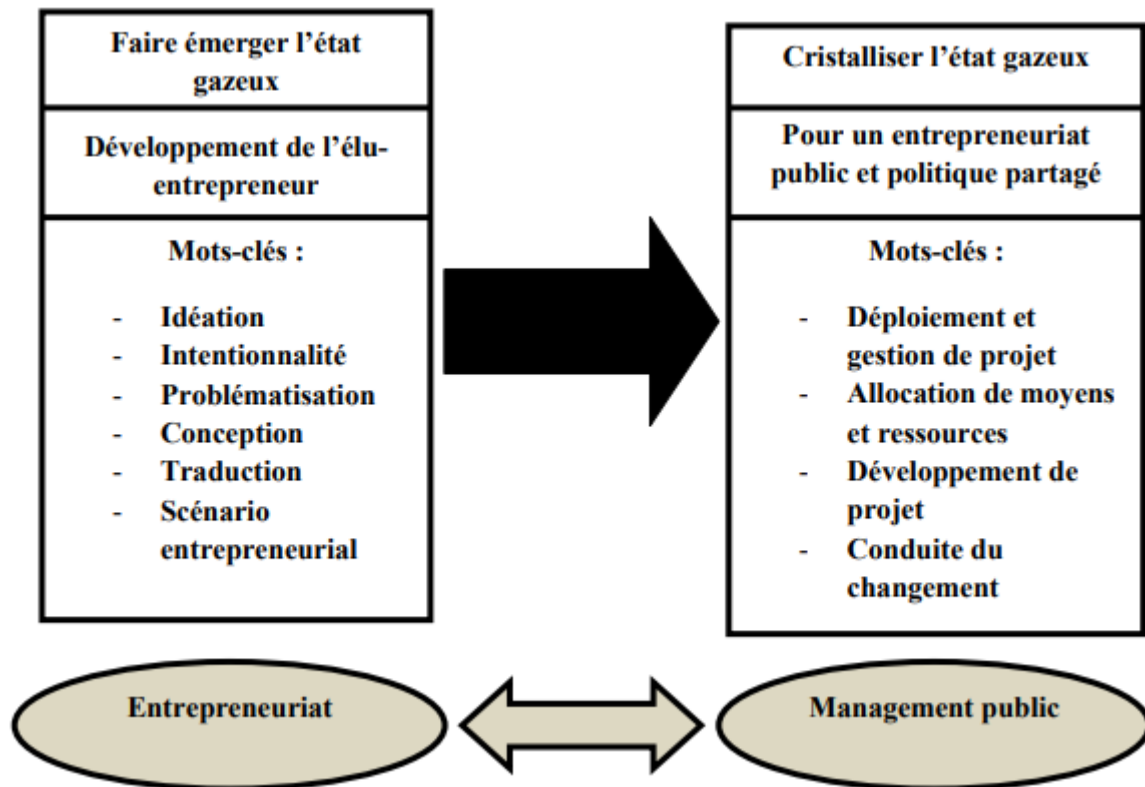 Faire émerger l’état
gazeux
Développement de l’élu-
entrepreneur
Mots-clés :
- Idéation
- Intentionnalité
- Problématisation
- Conception
- Traduction
- Scénario
entrepreneurial
Cristalliser l’état gazeux
Pour un entrepreneuriat
public et politique partagé
Mots-clés :
- Déploiement et
gestion de projet
- Allocation de moyens
et ressources
- Développement de
projet
- Conduite du
changement
Entrepreneuriat
Management public